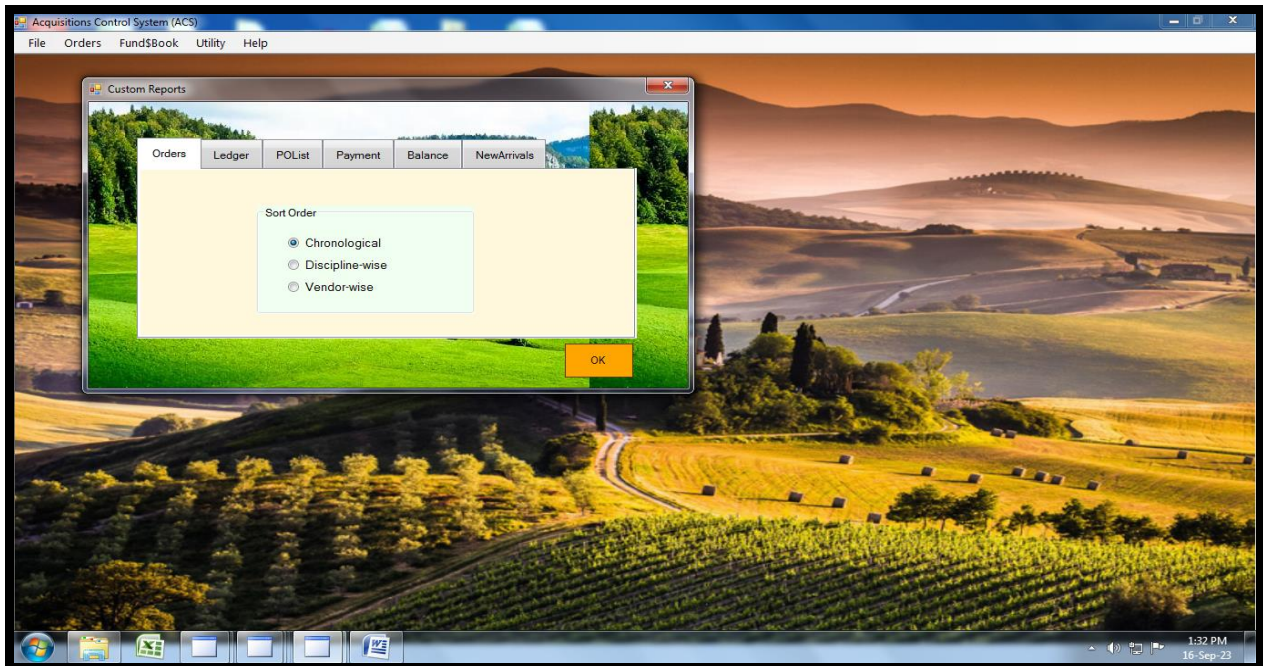 Acquisitions Control System (ACS)
File Orders Fund$Book Utility Help
Custom Reports
Orders Ledger POList Payment Balance NewArrivals
Sort Order
Chronological
Discipline-wise
Vendor-wise
OK
1:32 PM
16-Sep-23